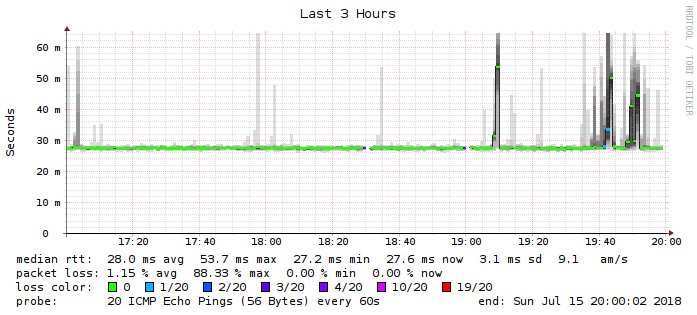 Last 3 Hours
RRDTOOL / TOBI OETIKER
Seconds
60 m
50 m
40 m
30 m
20 m
10 m
0
17:20 17:40 18:00 18:20 18:40 19:00 19:20 19:40 20:00
median rtt: 28.0 ms avg 53.7 ms max 27.2 ms min 27.6 ms now 3.1 ms sd 9.1 am/s
packet loss: 1.15 % avg 88.33 % max 0.00 % min 0.00 % now
loss color: 0 1/20 2/20 3/20 4/20 10/20 19/20
probe: 20 ICMP Echo Pings (56 Bytes) every 60s end: Sun Jul 15 20:00:02 2018